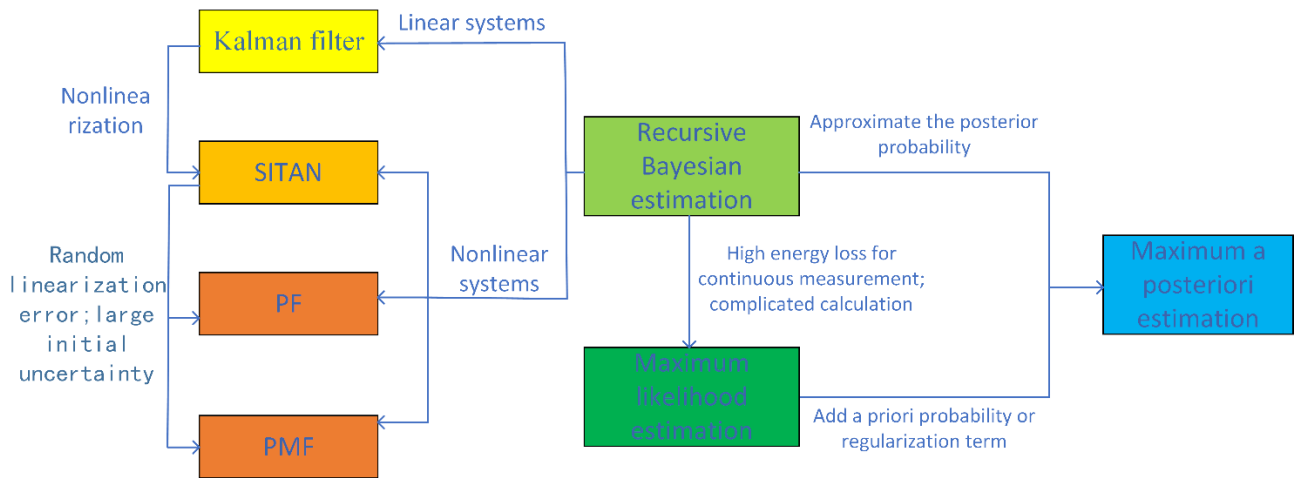 Kalman filter
Linear systems
Nonlinea
rization
SITAN
Random
linearization
error;large
initial
uncertainty
PF
PMF
Nonlinear
systems
Recursive
Bayesian
estimation
Approximate the posterior
probability
High energy loss for
continuous measurement;
complicated calculation
Maximum
likelihood
estimation
Add a priori probability or
regularization term
Maximum a
posteriori
estimation